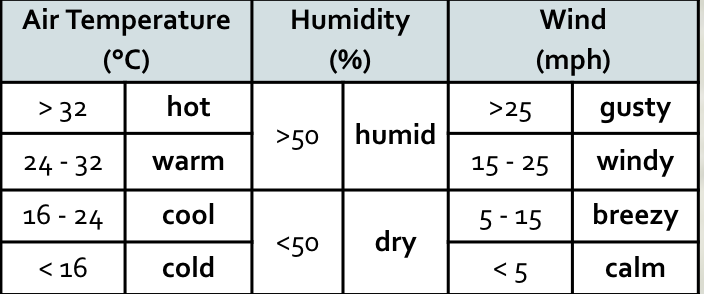 Air Temperature Humidity Wind
(°C) (%) (mph)
> 32 hot >25 gusty
>50 humid
24 - 32 warm 15 - 25 windy
16 - 24 cool 5 - 15 breezy
<50 dry
< 16 cold < 5 calm